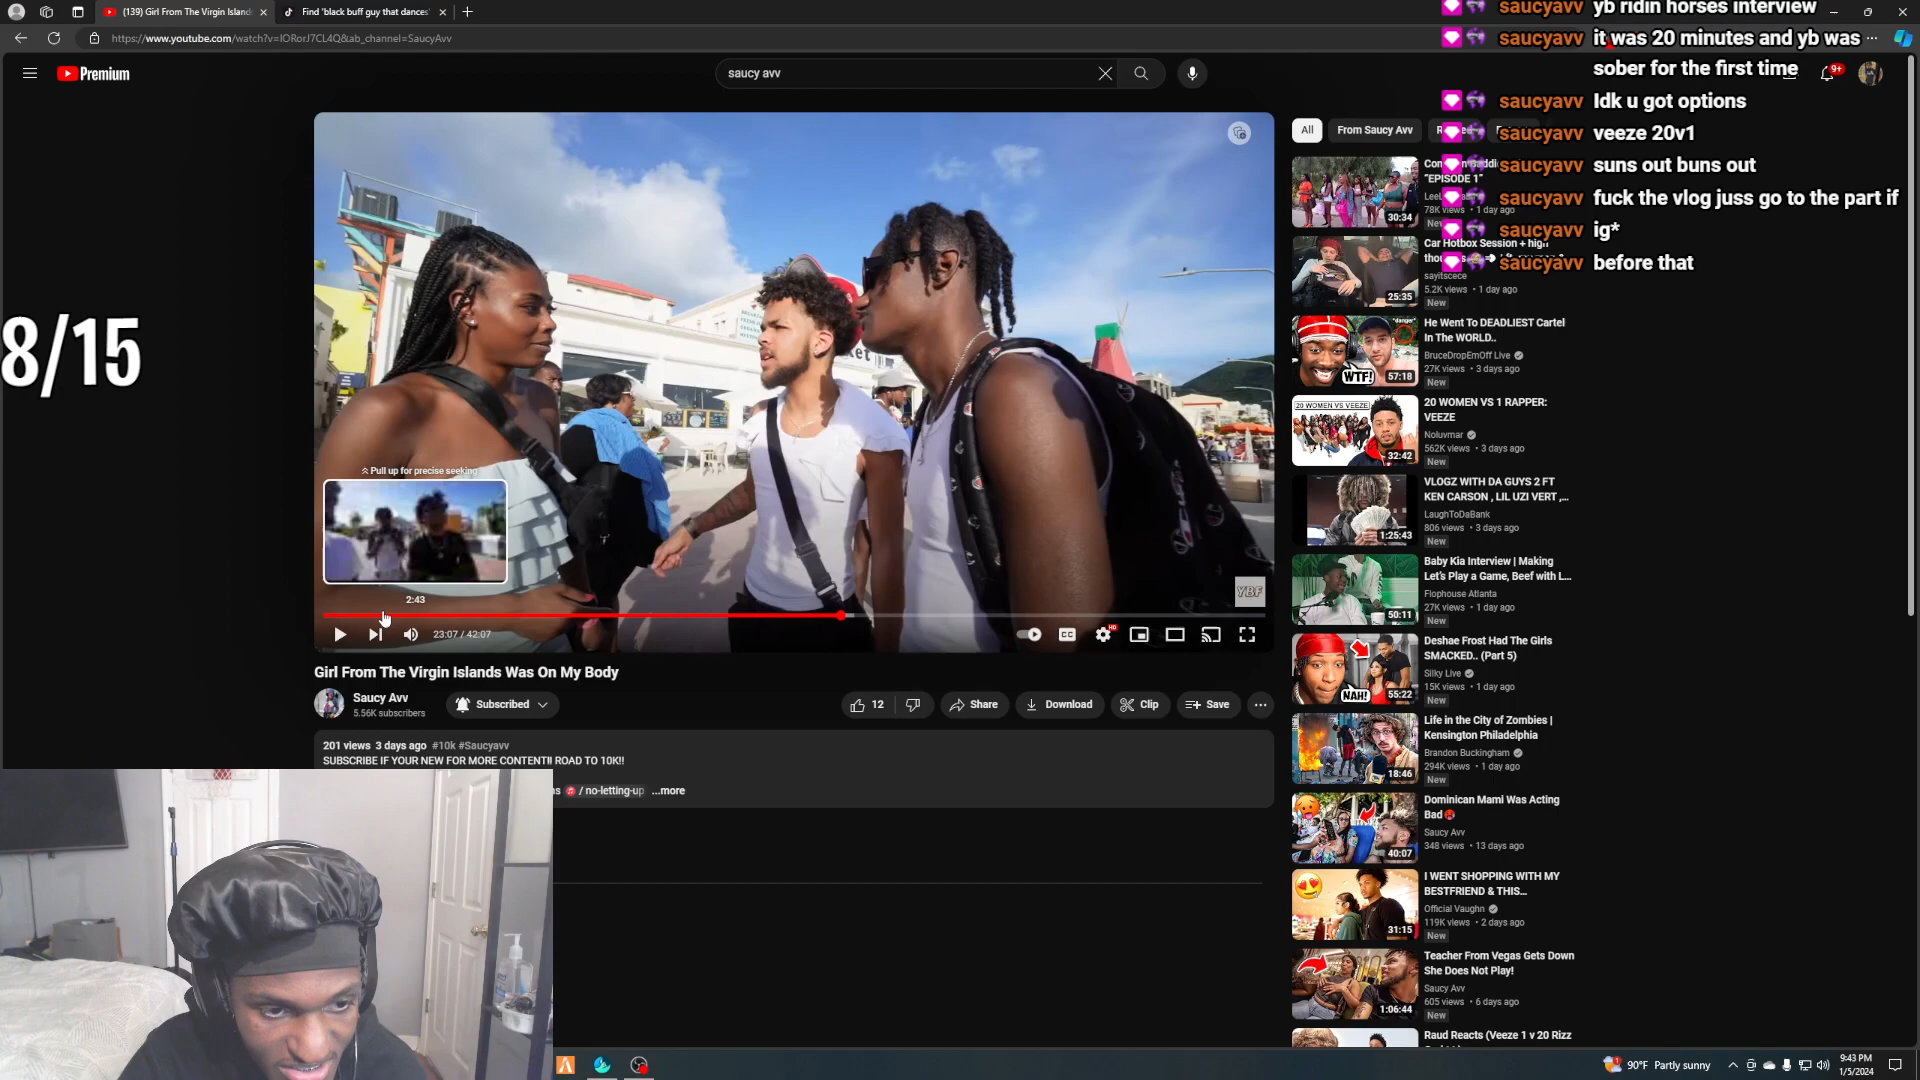 (139) Girl From The Virgin Island
Find 'black buff guy that dances'
https://www.youtube.com/watch?v=IORorJ7CL4Q&ab_channel=SaucyAvv
Premium
saucy avv
9+
saucyavv yb ridin horses interview
saucyavv it was 20 minutes and yb was
sober for the first time
saucyavv Idk u got options
saucyavv veeze 20v1
saucyavv suns out buns out
saucyavv fuck the vlog juss go to the part if
saucyavv ig*
saucyavv before that
8/15
Pull up for precise seeking
2:43
YBF
23:07 / 42:07
CC
HD
Girl From The Virgin Islands Was On My Body
Saucy Avv
5.56K subscribers
Subscribed
12
Share
Download
Clip
Save
201 views 3 days ago #10k #Saucyavv
SUBSCRIBE IF YOUR NEW FOR MORE CONTENT!! ROAD TO 10K!!
/ no-letting-up ...more
All
From Saucy Avv
"EPISODE 1"
78K views • 1 day ago
30:34
Car Hotbox Session + high
sayitscece
5.2K views • 1 day ago
New
25:35
He Went To DEADLIEST Cartel
In The WORLD..
BruceDropEmOff Live
27K views • 3 days ago
New
WTF!
57:18
20 WOMEN VS 1 RAPPER:
VEEZE
Noluvmar
562K views • 3 days ago
New
20 WOMEN VS VEEZE
32:42
VLOGZ WITH DA GUYS 2 FT
KEN CARSON , LIL UZI VERT ,...
LaughToDaBank
806 views • 3 days ago
New
1:25:43
Baby Kia Interview | Making
Let's Play a Game, Beef with L...
Flophouse Atlanta
27K views • 1 day ago
New
50:11
Deshae Frost Had The Girls
SMACKED.. (Part 5)
Silky Live
15K views • 1 day ago
New
NAH!
55:22
Life in the City of Zombies |
Kensington Philadelphia
Brandon Buckingham
294K views • 1 day ago
New
18:46
Dominican Mami Was Acting
Bad
Saucy Avv
348 views • 13 days ago
40:07
I WENT SHOPPING WITH MY
BESTFRIEND & THIS...
Official Vaughn
119K views • 2 days ago
New
31:15
Teacher From Vegas Gets Down
She Does Not Play!
Saucy Avv
605 views • 6 days ago
New
1:06:44
Raud Reacts (Veeze 1 v 20 Rizz
90°F Partly sunny
9:43 PM
1/5/2024